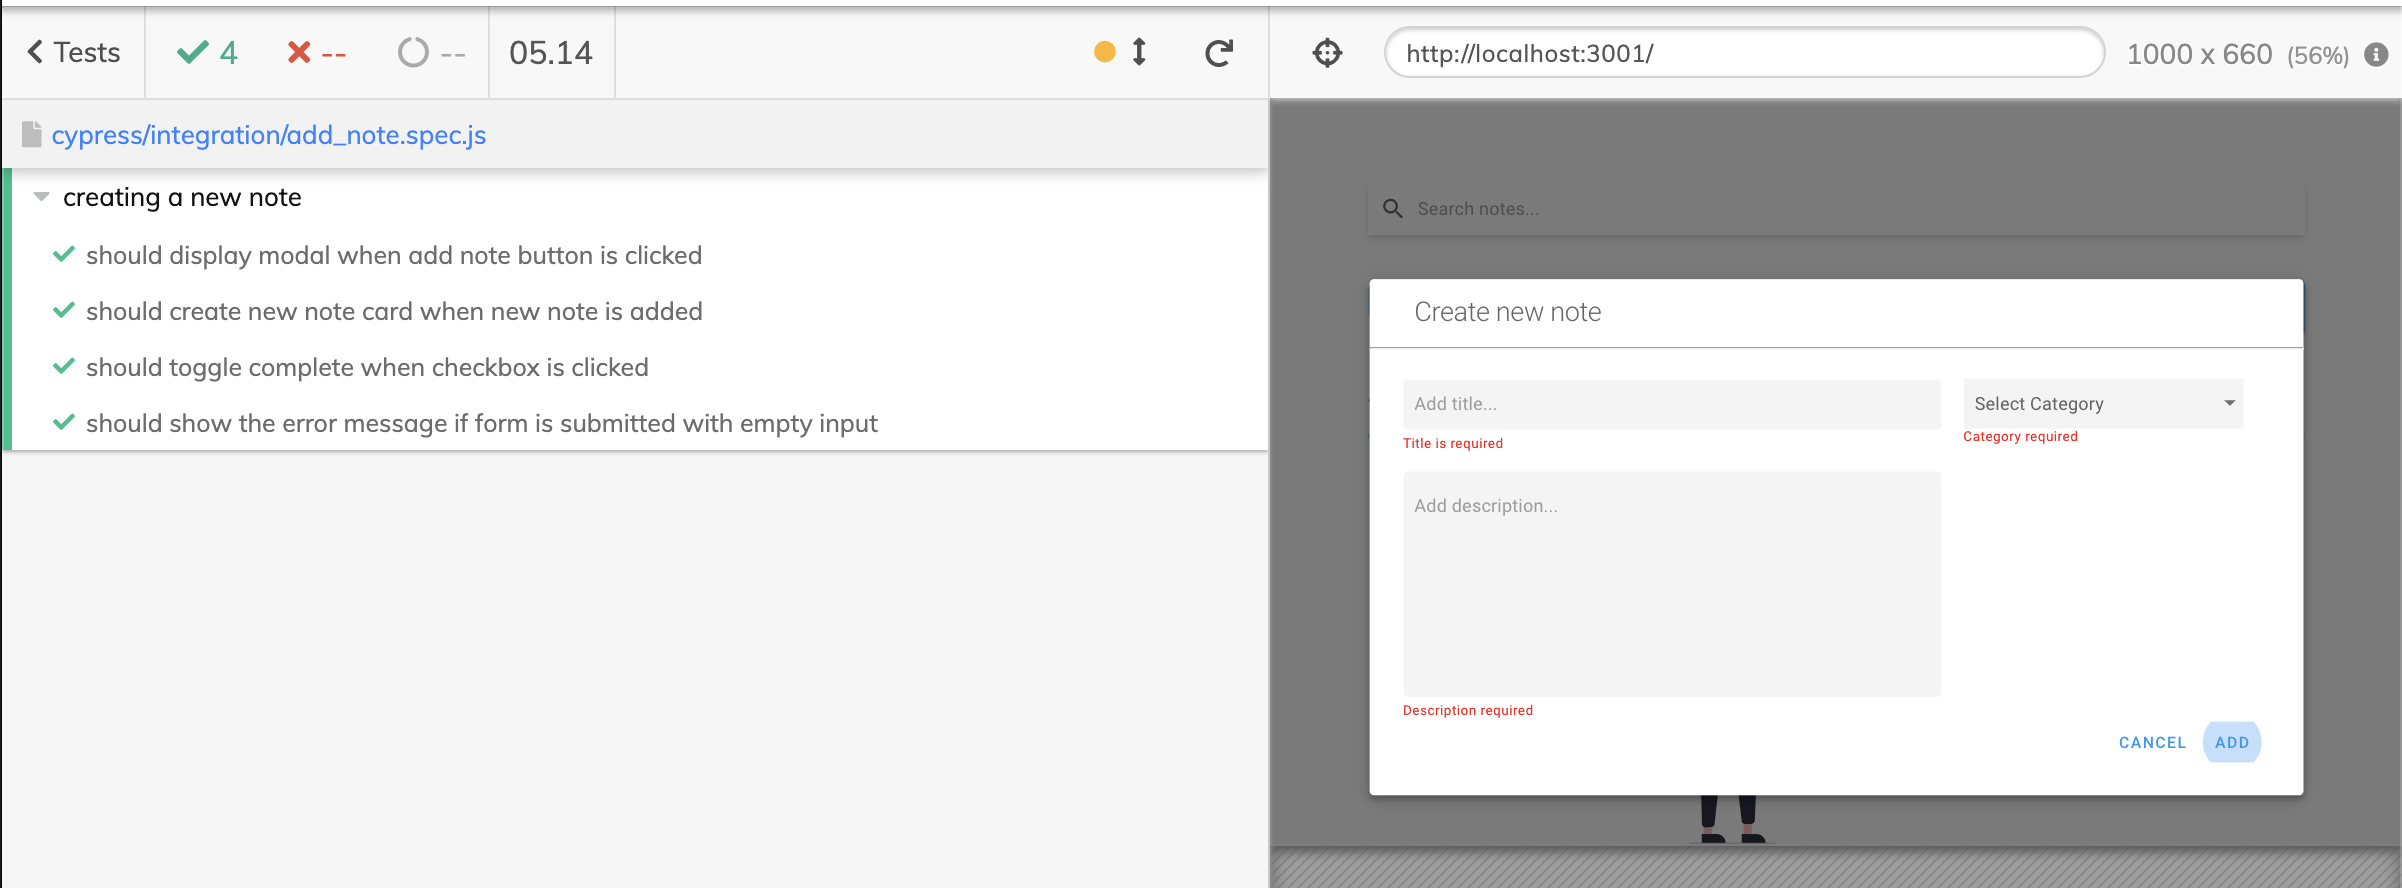 Tests 4 -- -- 05.14
http://localhost:3001/ 1000 x 660 (56%)
cypress/integration/add_note.spec.js
creating a new note
should display modal when add note button is clicked
should create new note card when new note is added
should toggle complete when checkbox is clicked
should show the error message if form is submitted with empty input
Search notes...
Create new note
Add title...
Select Category
Title is required
Category required
Add description...
Description required
CANCEL ADD